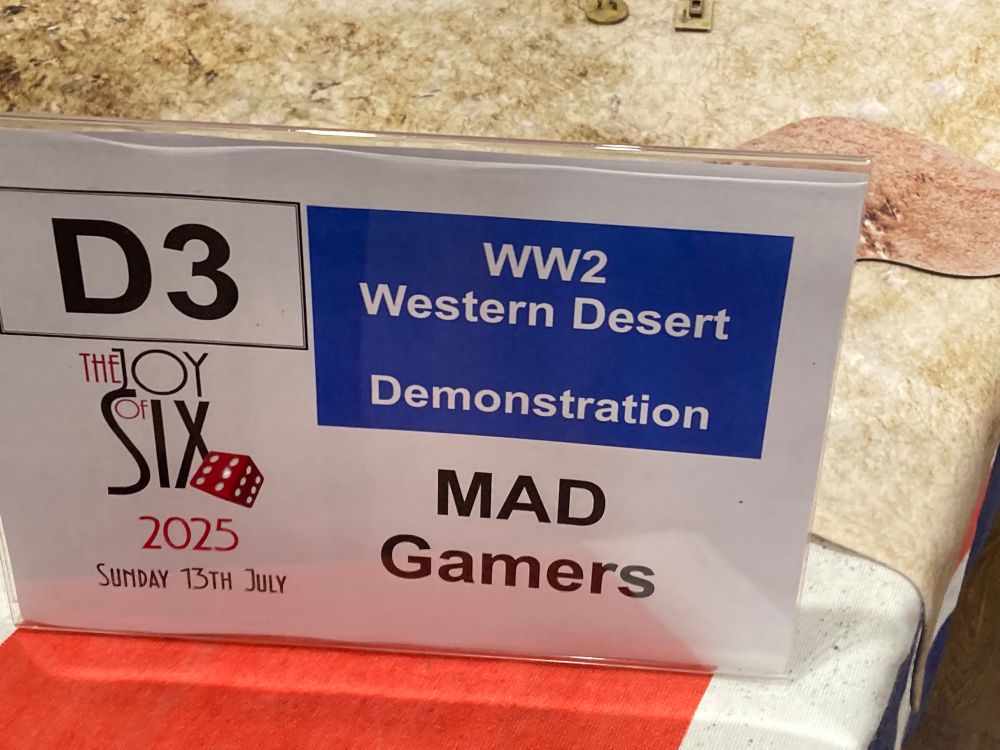 D3
THE JOY
OF
SIX
2025
SUNDAY 13TH JULY
WW2
Western Desert
Demonstration
MAD
Gamers